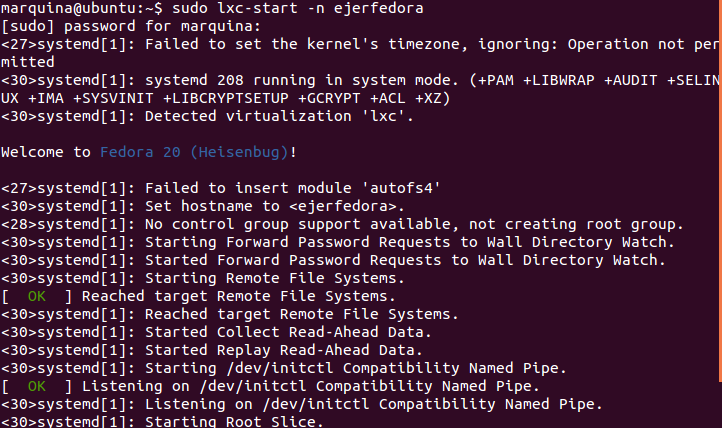 marquina@ubuntu:~$ sudo lxc-start -n ejerfedora
[sudo] password for marquina:
<27>systemd[1]: Failed to set the kernel's timezone, ignoring: Operation not per
mitted
<30>systemd[1]: systemd 208 running in system mode. (+PAM +LIBWRAP +AUDIT +SELIN
UX +IMA +SYSVINIT +LIBCRYPTSETUP +GCRYPT +ACL +XZ)
<30>systemd[1]: Detected virtualization 'lxc'.

Welcome to Fedora 20 (Heisenbug)!

<27>systemd[1]: Failed to insert module 'autofs4'
<30>systemd[1]: Set hostname to <ejerfedora>.
<28>systemd[1]: No control group support available, not creating root group.
<30>systemd[1]: Starting Forward Password Requests to Wall Directory Watch.
<30>systemd[1]: Started Forward Password Requests to Wall Directory Watch.
<30>systemd[1]: Starting Remote File Systems.
[  OK  ] Reached target Remote File Systems.
<30>systemd[1]: Reached target Remote File Systems.
<30>systemd[1]: Started Collect Read-Ahead Data.
<30>systemd[1]: Started Replay Read-Ahead Data.
<30>systemd[1]: Starting /dev/initctl Compatibility Named Pipe.
[  OK  ] Listening on /dev/initctl Compatibility Named Pipe.
<30>systemd[1]: Listening on /dev/initctl Compatibility Named Pipe.
<30>systemd[1]: Starting Root Slice.